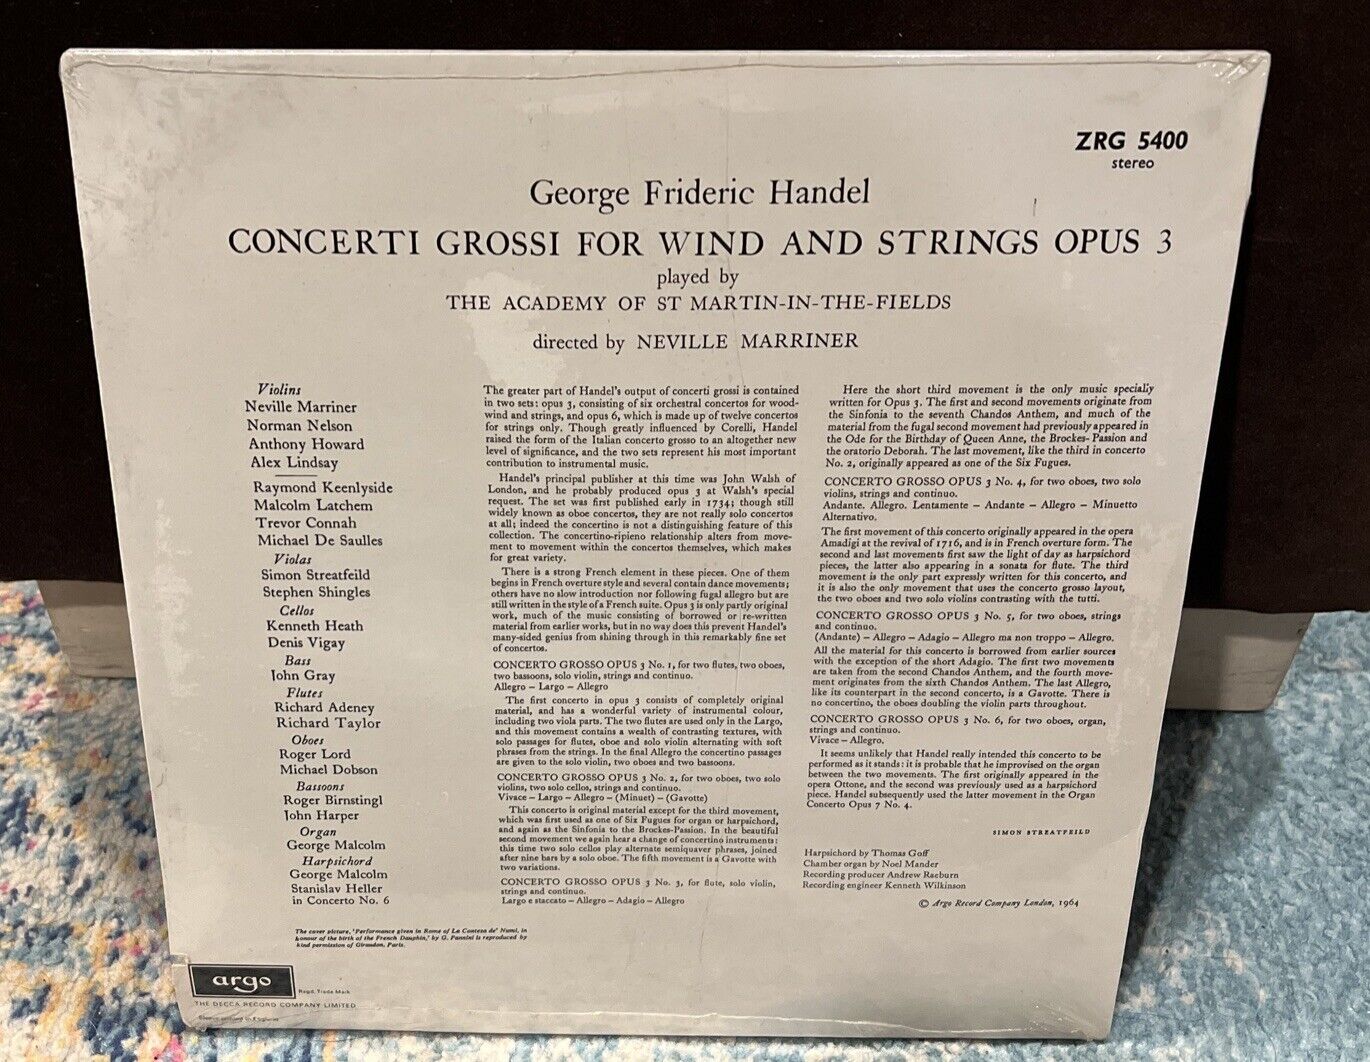 ZRG 5400
stereo
George Frideric Handel
CONCERTI GROSSI FOR WIND AND STRINGS OPUS 3
played by
THE ACADEMY OF ST MARTIN-IN-THE-FIELDS
directed by NEVILLE MARRINER
Violins
Neville Marriner
Norman Nelson
Anthony Howard
Alex Lindsay
Raymond Keenlyside
Malcolm Latchem
Trevor Connah
Michael De Saulles
Violas
Simon Streatfeild
Stephen Shingles
Cellos
Kenneth Heath
Denis Vigay
Bass
John Gray
Flutes
Richard Adeney
Richard Taylor
Oboes
Roger Lord
Michael Dobson
Bassoons
Roger Birnstingl
John Harper
Organ
George Malcolm
Harpsichord
George Malcolm
Stanislav Heller
in Concerto No. 6
The greater part of Handel's output of concerti grossi is contained
in two sets: opus 3, consisting of six orchestral concertos for wood-
wind and strings, and opus 6, which is made up of twelve concertos
for strings only. Though greatly influenced by Corelli, Handel
raised the form of the Italian concerto grosso to an altogether new
level of significance, and the two sets represent his most important
contribution to instrumental music.
Handel's principal publisher at this time was John Walsh of
London, and he probably produced opus 3 at Walsh's special
request. The set was first published early in 1734; though still
widely known as oboe concertos, they are not really solo concertos
at all; indeed the concertino is not a distinguishing feature of this
collection. The concertino-ripieno relationship alters from move-
ment to movement within the concertos themselves, which makes
for great variety.
There is a strong French element in these pieces. One of them
begins in French overture style and several contain dance movements;
others have no slow introduction nor following fugal allegro but are
still written in the style of a French suite. Opus 3 is only partly original
work, much of the music consisting of borrowed or re-written
material from earlier works, but in no way does this prevent Handel's
many-sided genius from shining through in this remarkably fine set
of concertos.
CONCERTO GROSSO OPUS 3 No. 1, for two flutes, two oboes,
two bassoons, solo violin, strings and continuo.
Allegro – Largo – Allegro
The first concerto in opus 3 consists of completely original
material, and has a wonderful variety of instrumental colour,
including two viola parts. The two flutes are used only in the Largo,
and this movement contains a wealth of contrasting textures, with
solo passages for flutes, oboe and solo violin alternating with soft
phrases from the strings. In the final Allegro the concertino passages
are given to the solo violin, two oboes and two bassoons.
CONCERTO GROSSO OPUS 3 No. 2, for two oboes, two solo
violins, two solo cellos, strings and continuo.
Vivace – Largo – Allegro – (Minuet) – (Gavotte)
This concerto is original material except for the third movement,
which was first used as one of Six Fugues for organ or harpsichord,
and again as the Sinfonia to the Brockes-Passion. In the beautiful
second movement we again hear a change of concertino instruments:
this time two solo cellos play alternate semiquaver phrases, joined
after nine bars by a solo oboe. The fifth movement is a Gavotte with
two variations.
CONCERTO GROSSO OPUS 3 No. 3, for flute, solo violin,
strings and continuo.
Largo e staccato – Allegro – Adagio – Allegro
Here the short third movement is the only music specially
written for Opus 3. The first and second movements originate from
the Sinfonia to the seventh Chandos Anthem, and much of the
material from the fugal second movement had previously appeared in
the Ode for the Birthday of Queen Anne, the Brockes-Passion and
the oratorio Deborah. The last movement, like the third in concerto
No. 2, originally appeared as one of the Six Fugues.
CONCERTO GROSSO OPUS 3 No. 4, for two oboes, two solo
violins, strings and continuo.
Andante. Allegro. Lentamente – Andante – Allegro – Minuetto
Alternativo.
The first movement of this concerto originally appeared in the opera
Amadigi at the revival of 1716, and is in French overture form. The
second and last movements first saw the light of day as harpsichord
pieces, the latter also appearing in a sonata for flute. The third
movement is the only part expressly written for this concerto, and
it is also the only movement that uses the concerto grosso layout,
the two oboes and two solo violins contrasting with the tutti.
CONCERTO GROSSO OPUS 3 No. 5, for two oboes, strings
and continuo.
(Andante) – Allegro – Adagio – Allegro ma non troppo – Allegro.
All the material for this concerto is borrowed from earlier sources
with the exception of the short Adagio. The first two movements
are taken from the second Chandos Anthem, and the fourth move-
ment originates from the sixth Chandos Anthem. The last Allegro,
like its counterpart in the second concerto, is a Gavotte. There is
no concertino, the oboes doubling the violin parts throughout.
CONCERTO GROSSO OPUS 3 No. 6, for two oboes, organ,
strings and continuo.
Vivace – Allegro.
It seems unlikely that Handel really intended this concerto to be
performed as it stands: it is probable that he improvised on the organ
between the two movements. The first originally appeared in the
opera Ottone, and the second was previously used as a harpsichord
piece. Handel subsequently used the latter movement in the Organ
Concerto Opus 7 No. 4.
SIMON STREATFEILD
Harpsichord by Thomas Goff
Chamber organ by Noel Mander
Recording producer Andrew Raeburn
Recording engineer Kenneth Wilkinson
© Argo Record Company London, 1964
The cover picture, 'Performance given in Rome of La Contesa de' Numi, in
honour of the birth of the French Dauphin,' by G. Pannini is reproduced by
kind permission of Giraudon, Paris.
argo
Regd. Trade Mark
THE DECCA RECORD COMPANY LIMITED